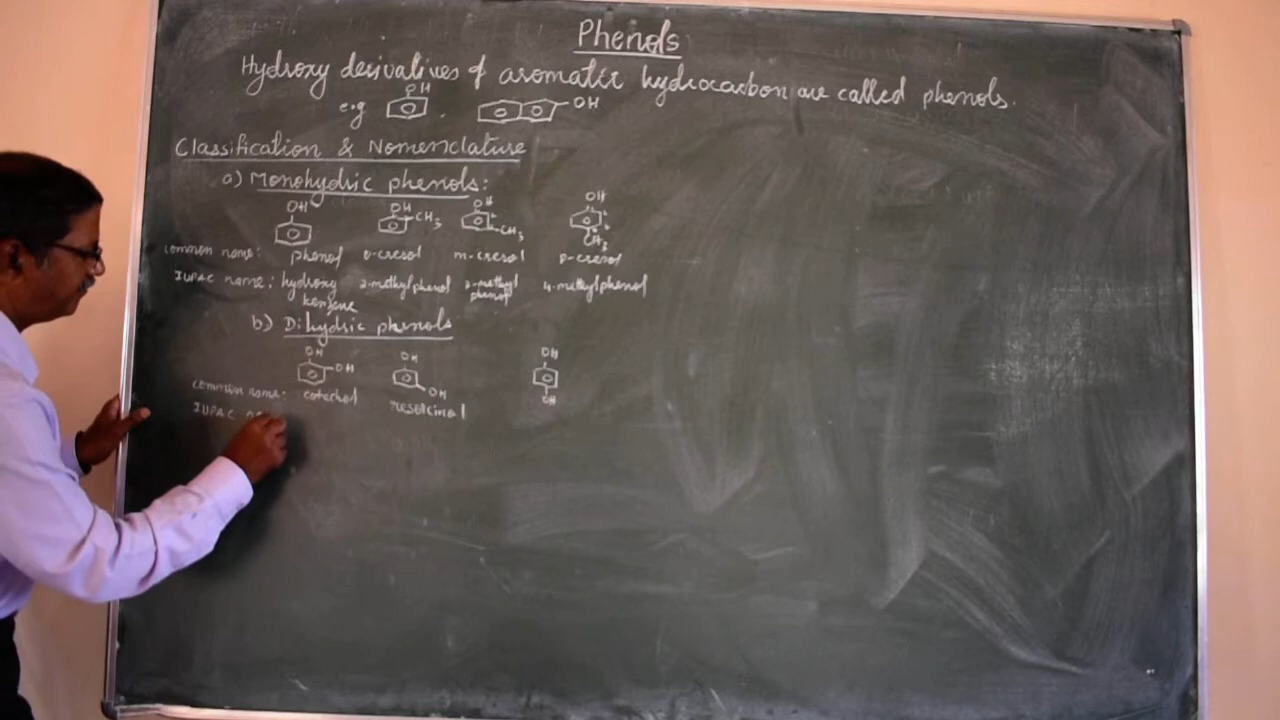 Phenols
Hydroxy derivatives of aromatic hydrocarbon are called phenols.
e.g OH OH
Classification & Nomenclature
a) Monohydric phenols:
OH OH CH3 OH CH3 OH CH3
Common name: phenol o-cresol m-cresol p-cresol
IUPAC name: hydroxy benzene 2-methylphenol 3-methyl phenol 4-methylphenol
b) Dihydric phenols
OH OH OH OH OH OH
Common name: catechol resolcinol
IUPAC